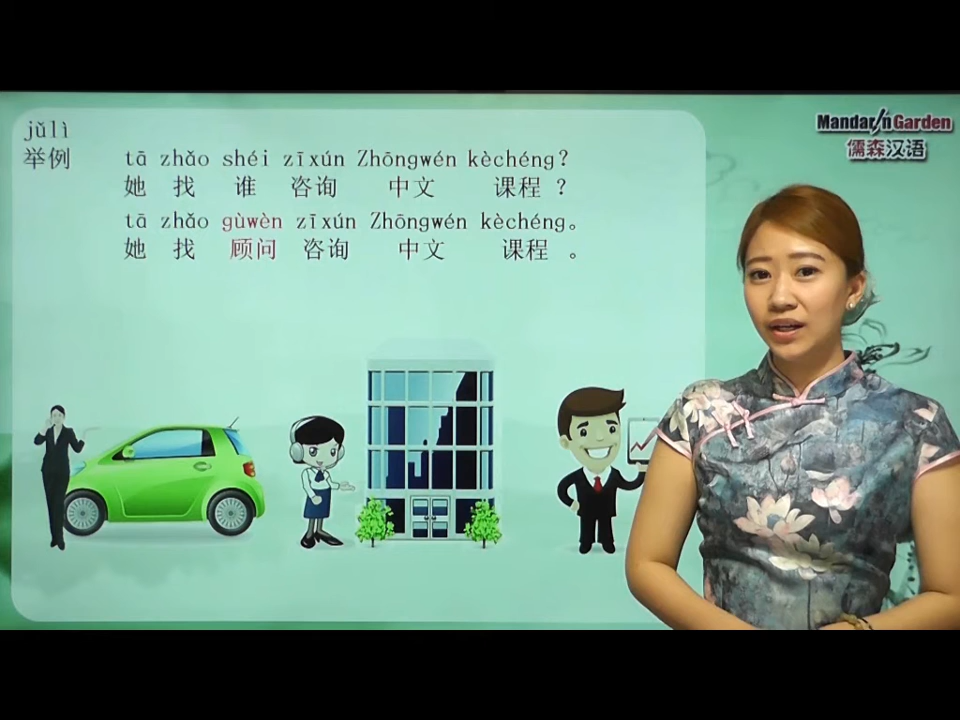 jǔlì
举例
tā zhǎo shéi zīxún Zhōngwén kèchéng?
她 找 谁 咨询 中文 课程 ?
tā zhǎo gùwèn zīxún Zhōngwén kèchéng。
她 找 顾问 咨询 中文 课程 。
Mandarin Garden
儒森汉语